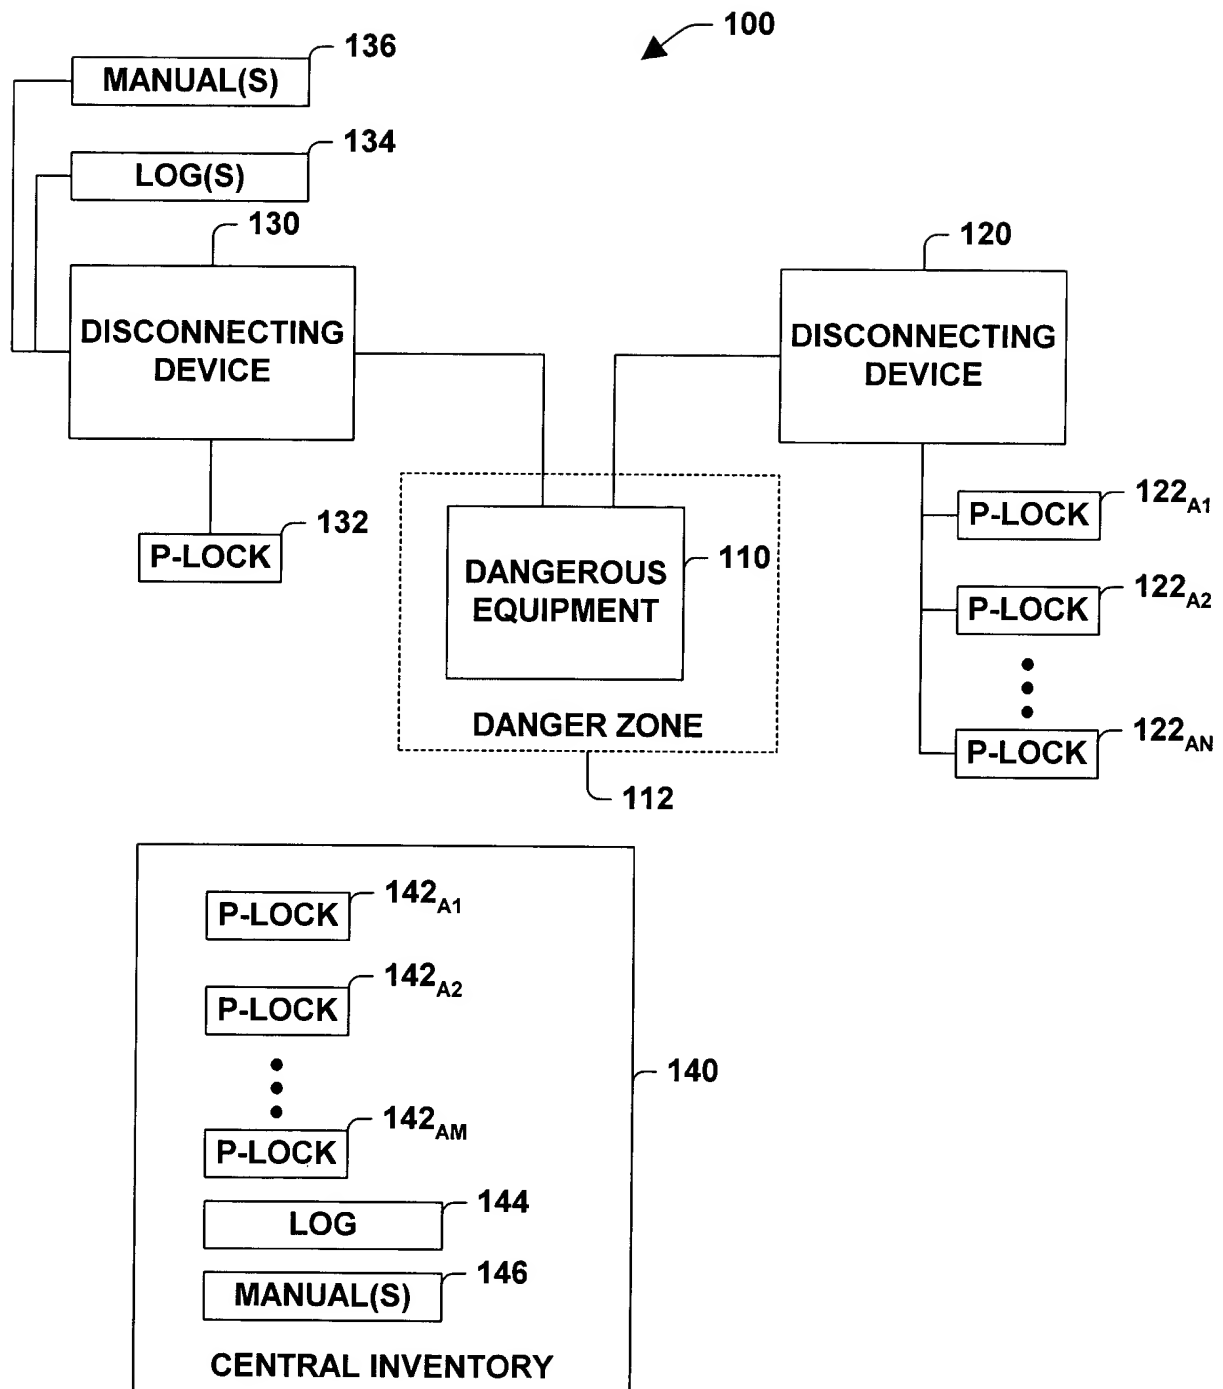 100
136
MANUAL(S)
134
LOG(S)
130
120
DISCONNECTING
DEVICE
DISCONNECTING
DEVICE
132
P-LOCK
110
DANGEROUS
EQUIPMENT
DANGER ZONE
112
122A1
P-LOCK
122A2
P-LOCK
122AN
P-LOCK
142A1
P-LOCK
142A2
P-LOCK
140
142AM
P-LOCK
144
LOG
146
MANUAL(S)
CENTRAL INVENTORY